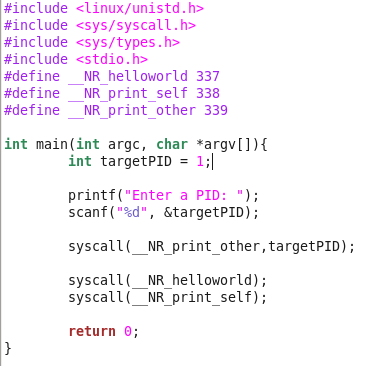 #include <linux/unistd.h>
#include <sys/syscall.h>
#include <sys/types.h>
#include <stdio.h>
#define __NR_helloworld 337
#define __NR_print_self 338
#define __NR_print_other 339

int main(int argc, char *argv[]){
        int targetPID = 1;

        printf("Enter a PID: ");
        scanf("%d", &targetPID);

        syscall(__NR_print_other,targetPID);

        syscall(__NR_helloworld);
        syscall(__NR_print_self);

        return 0;
}